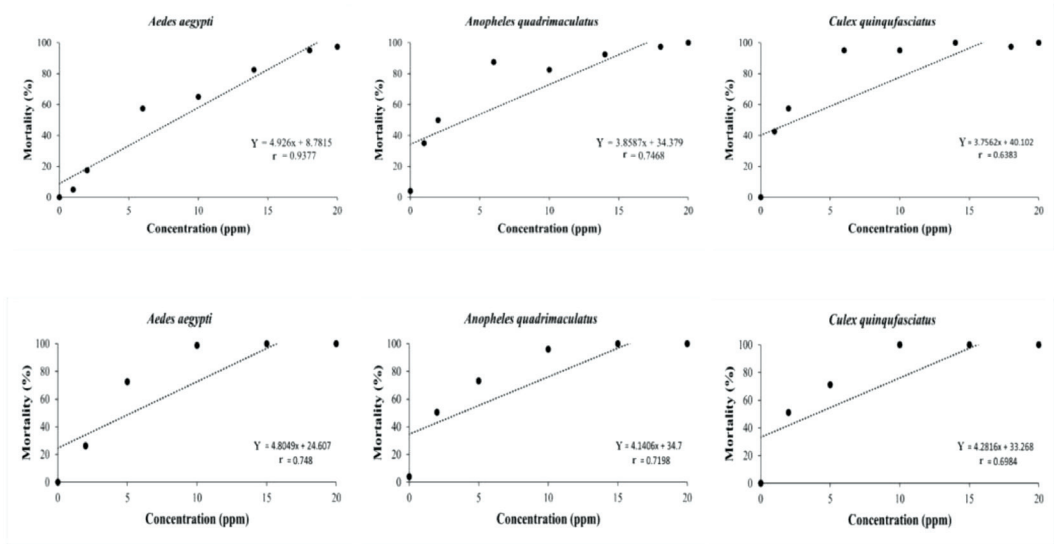 Aedes aegypti
Mortality (%)
100
80
60
40
20
0
Y = 4.926x + 8.7815
r = 0.9377
0 5 10 15 20
Concentration (ppm)
Anopheles quadrimaculatus
Mortality (%)
100
80
60
40
20
0
Y = 3.8587x + 34.379
r = 0.7468
0 5 10 15 20
Concentration (ppm)
Culex quinqufasciatus
Mortality (%)
100
80
60
40
20
0
Y = 3.7562x + 40.102
r = 0.6383
0 5 10 15 20
Concentration (ppm)
Aedes aegypti
Mortality (%)
100
80
60
40
20
0
Y = 4.8049x + 24.607
r = 0.748
0 5 10 15 20
Concentration (ppm)
Anopheles quadrimaculatus
Mortality (%)
100
80
60
40
20
0
Y = 4.1406x + 34.7
r = 0.7198
0 5 10 15 20
Concentration (ppm)
Culex quinqufasciatus
Mortality (%)
100
80
60
40
20
0
Y = 4.2816x + 33.268
r = 0.6984
0 5 10 15 20
Concentration (ppm)